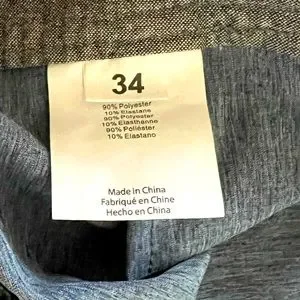 34
90% Polyester
10% Elastane
90% Polyester
10% Elasthanne
90% Poliéster
10% Elastano
Made in China
Fabriqué en Chine
Hecho en China